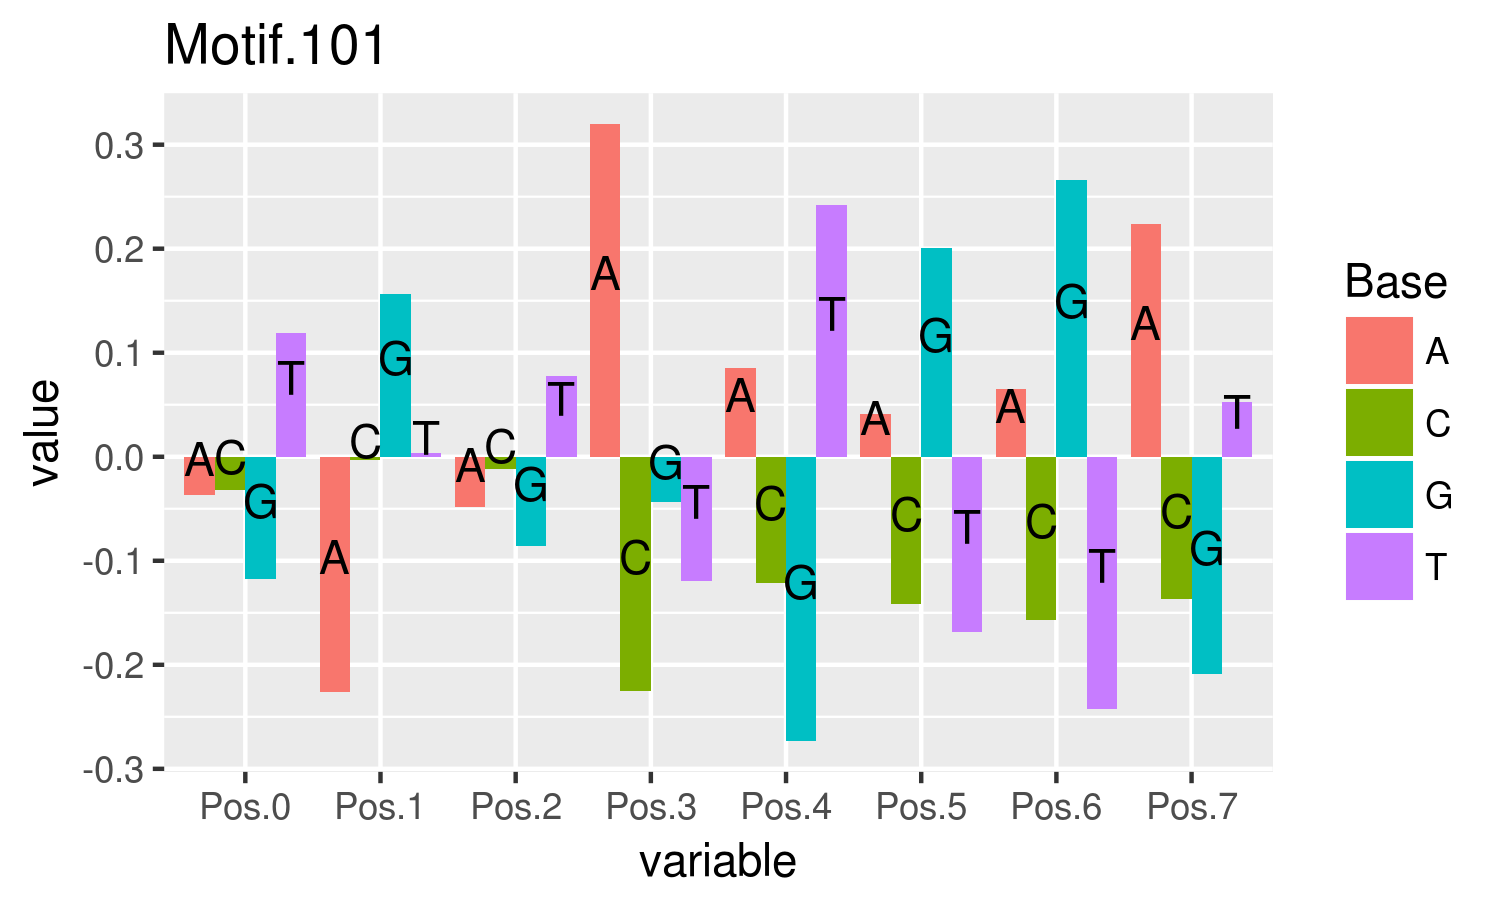 Motif.101
value
0.3
0.2
0.1
0.0
-0.1
-0.2
-0.3
A C G T
A C G T
A C G T
A C G T
A C G T
A C G T
A C G T
A C G T
Pos.0 Pos.1 Pos.2 Pos.3 Pos.4 Pos.5 Pos.6 Pos.7
variable
Base
A
C
G
T